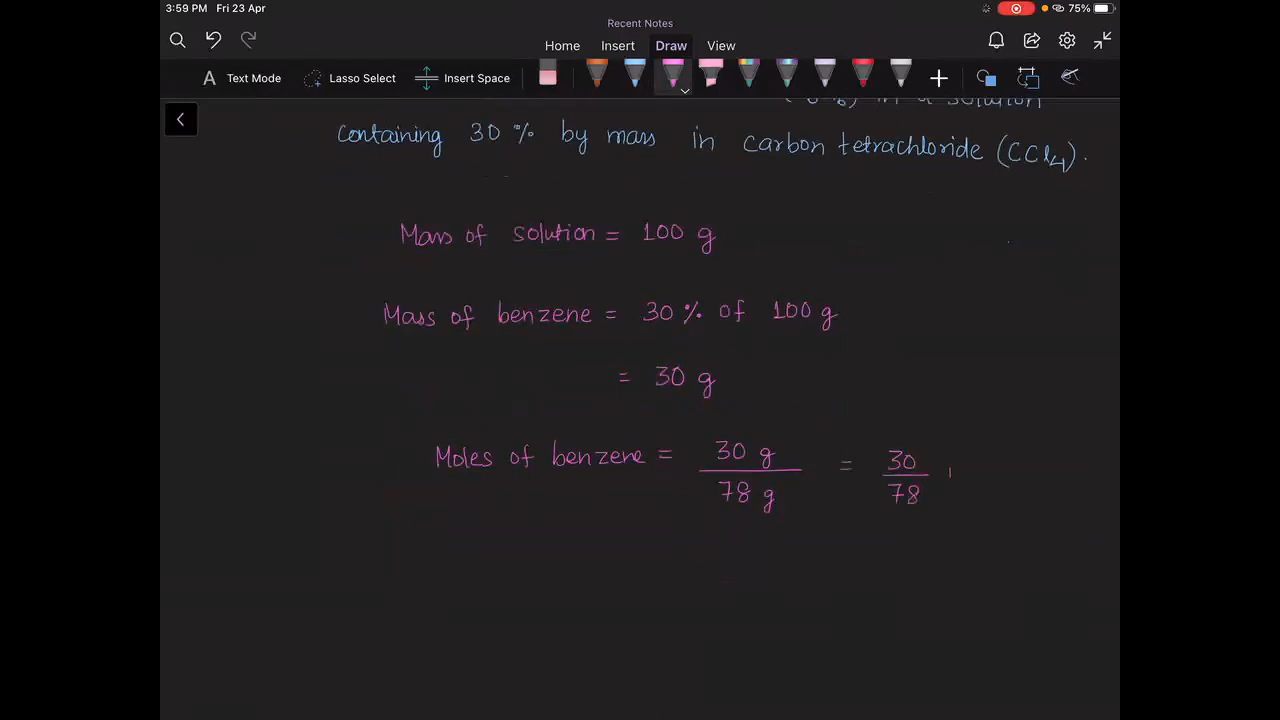 3:59 PM Fri 23 Apr
75%
Recent Notes
Home Insert Draw View
Text Mode Lasso Select Insert Space
in a solution
containing 30 % by mass in carbon tetrachloride (CCl4).
Mass of solution = 100 g
Mass of benzene = 30 % of 100 g
= 30 g
Moles of benzene = 30 g / 78 g = 30 / 78